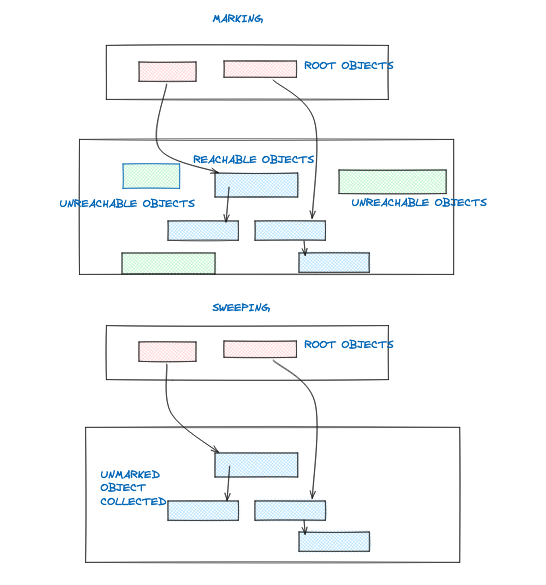 MARKING
ROOT OBJECTS
REACHABLE OBJECTS
UNREACHABLE OBJECTS
UNREACHABLE OBJECTS
SWEEPING
ROOT OBJECTS
UNMARKED
OBJECT
COLLECTED